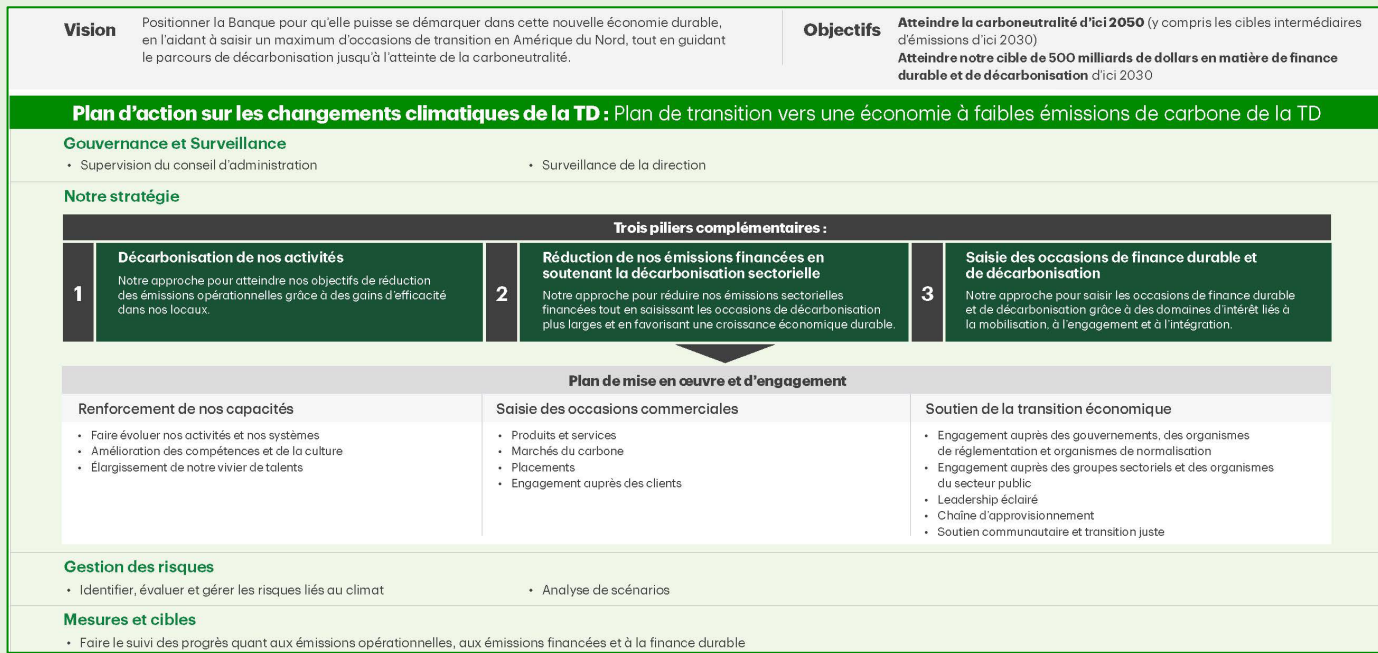 Vision
Positionner la Banque pour qu'elle puisse se démarquer dans cette nouvelle économie durable,
en l'aidant à saisir un maximum d'occasions de transition en Amérique du Nord, tout en guidant
le parcours de décarbonisation jusqu'à l'atteinte de la carboneutralité.
Objectifs
Atteindre la carboneutralité d'ici 2050 (y compris les cibles intermédiaires
d'émissions d'ici 2030)
Atteindre notre cible de 500 milliards de dollars en matière de finance
durable et de décarbonisation d'ici 2030
Plan d'action sur les changements climatiques de la TD : Plan de transition vers une économie à faibles émissions de carbone de la TD
Gouvernance et Surveillance
• Supervision du conseil d'administration
• Surveillance de la direction
Notre stratégie
Trois piliers complémentaires :
1
Décarbonisation de nos activités
Notre approche pour atteindre nos objectifs de réduction
des émissions opérationnelles grâce à des gains d'efficacité
dans nos locaux.
2
Réduction de nos émissions financées en
soutenant la décarbonisation sectorielle
Notre approche pour réduire nos émissions sectorielles
financées tout en saisissant les occasions de décarbonisation
plus larges et en favorisant une croissance économique durable.
3
Saisie des occasions de finance durable et
de décarbonisation
Notre approche pour saisir les occasions de finance durable
et de décarbonisation grâce à des domaines d'intérêt liés à
la mobilisation, à l'engagement et à l'intégration.
Plan de mise en œuvre et d'engagement
Renforcement de nos capacités
• Faire évoluer nos activités et nos systèmes
• Amélioration des compétences et de la culture
• Élargissement de notre vivier de talents
Saisie des occasions commerciales
• Produits et services
• Marchés du carbone
• Placements
• Engagement auprès des clients
Soutien de la transition économique
• Engagement auprès des gouvernements, des organismes
de réglementation et organismes de normalisation
• Engagement auprès des groupes sectoriels et des organismes
du secteur public
• Leadership éclairé
• Chaîne d'approvisionnement
• Soutien communautaire et transition juste
Gestion des risques
• Identifier, évaluer et gérer les risques liés au climat
• Analyse de scénarios
Mesures et cibles
• Faire le suivi des progrès quant aux émissions opérationnelles, aux émissions financées et à la finance durable